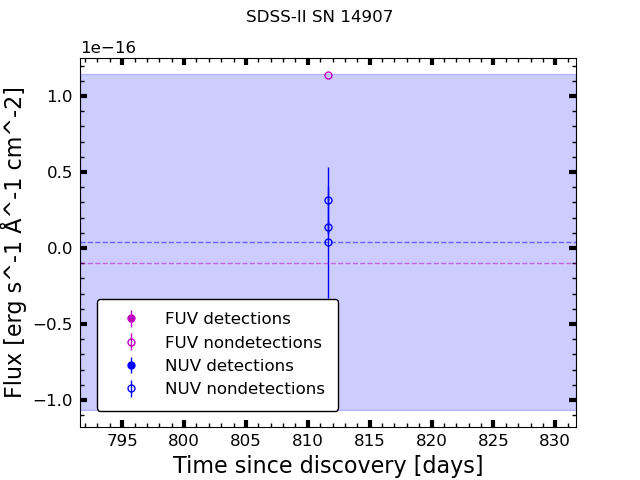 SDSS-II SN 14907
1e−16
1.0
0.5
0.0
−0.5
−1.0
Flux [erg s^-1 Å^-1 cm^-2]
FUV detections
FUV nondetections
NUV detections
NUV nondetections
795 800 805 810 815 820 825 830
Time since discovery [days]